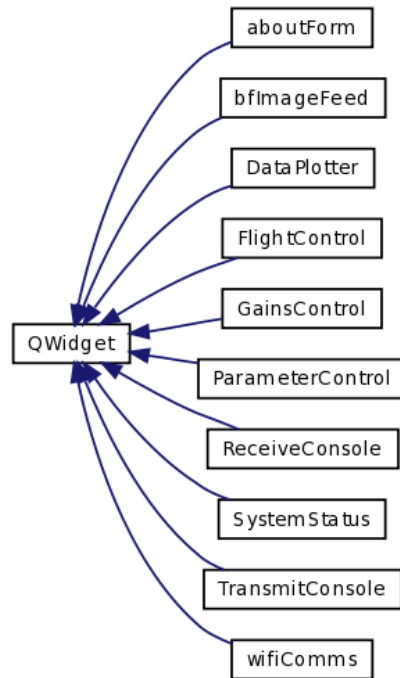 aboutForm
bfImageFeed
DataPlotter
FlightControl
GainsControl
QWidget
ParameterControl
ReceiveConsole
SystemStatus
TransmitConsole
wifiComms